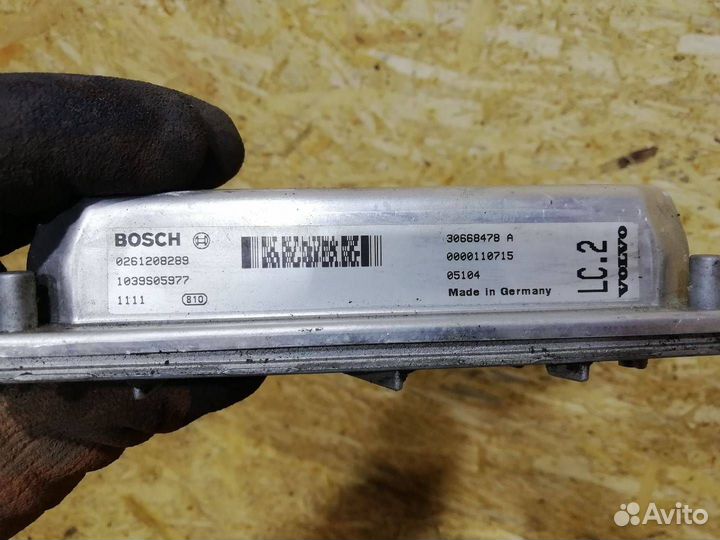 BOSCH
0261208289
1039S05977
1111 810
30668478 A
0000110715
05104
Made in Germany
LC.2
VOLVO
Avito